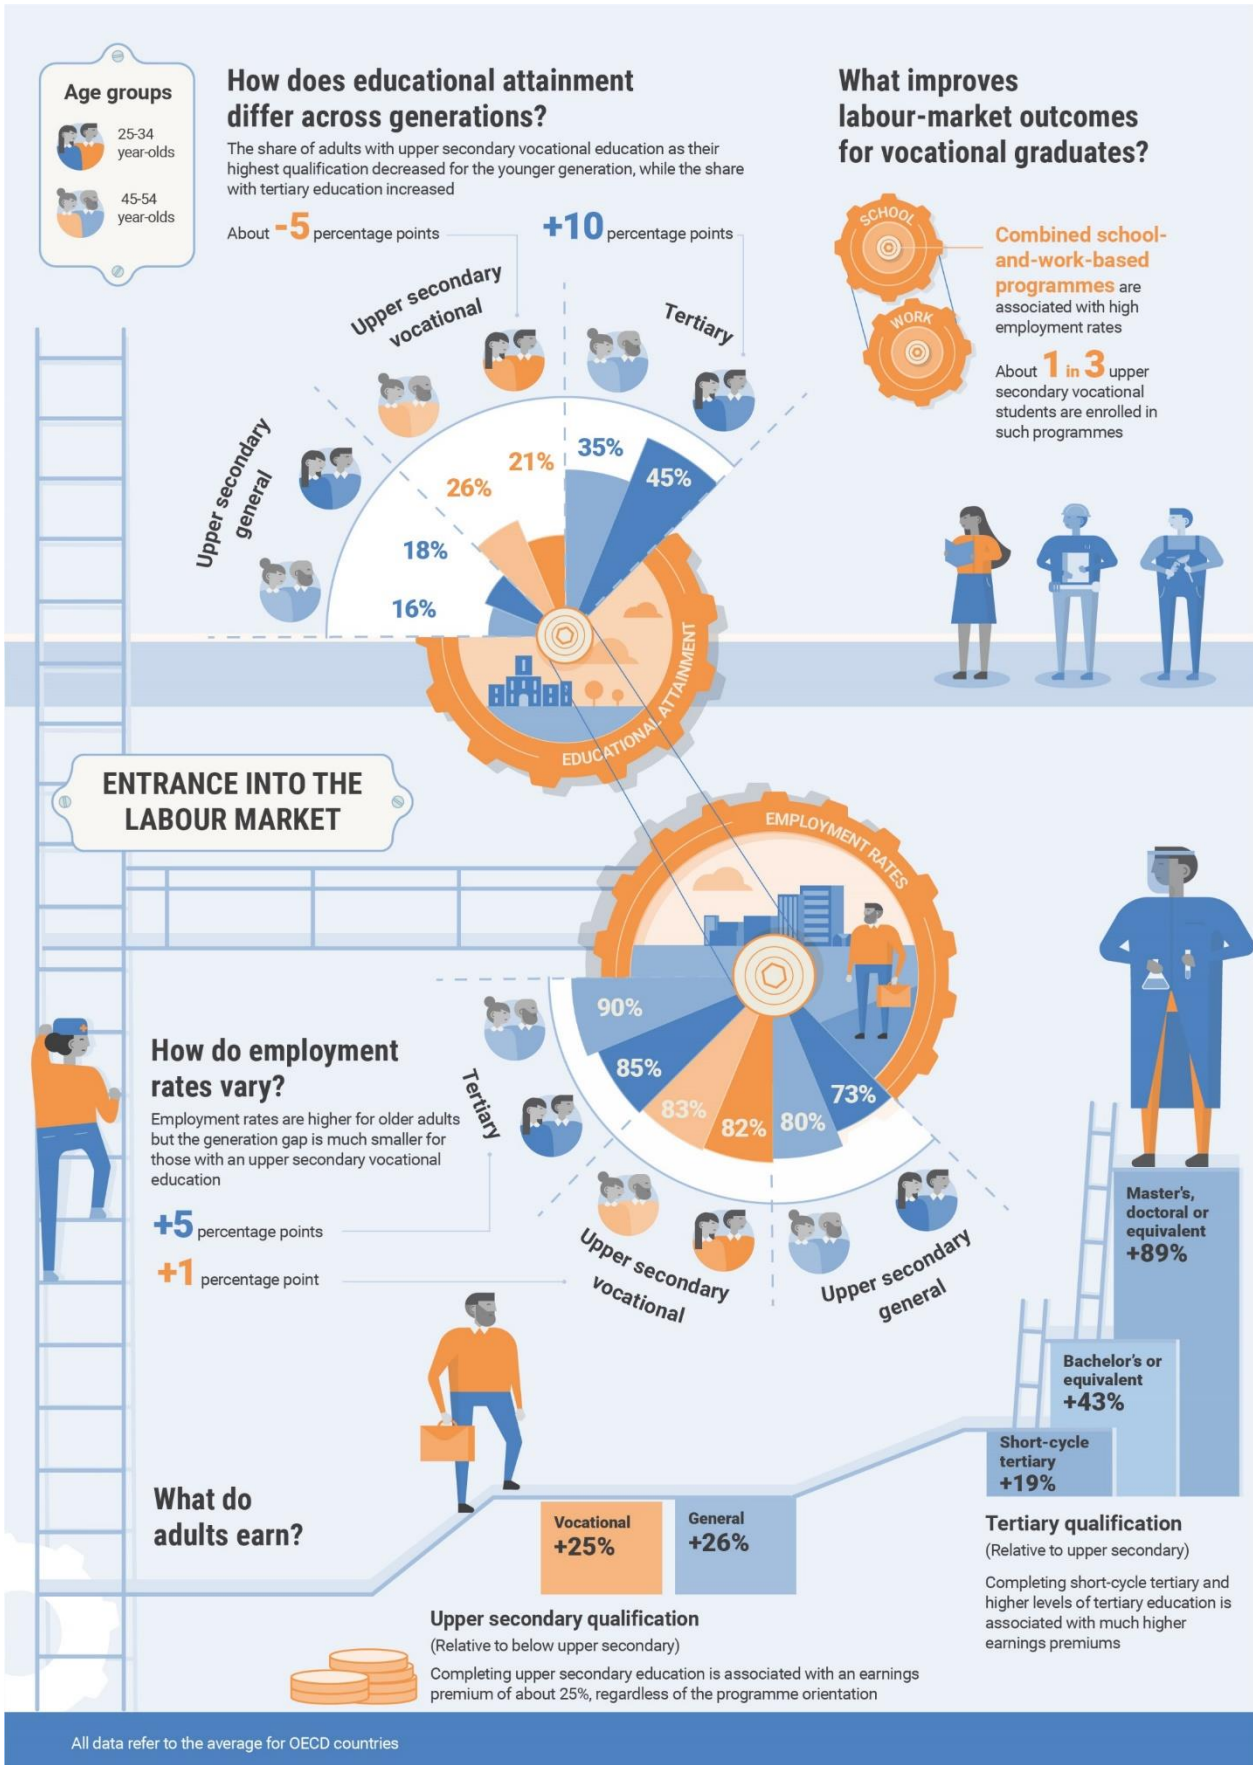 Age groups
25-34
year-olds
45-54
year-olds
How does educational attainment
differ across generations?
The share of adults with upper secondary vocational education as their
highest qualification decreased for the younger generation, while the share
with tertiary education increased
About -5 percentage points
+10 percentage points
Upper secondary
vocational
Tertiary
Upper secondary
general
16%
18%
26%
21%
35%
45%
EDUCATIONAL ATTAINMENT
What improves
labour-market outcomes
for vocational graduates?
SCHOOL
WORK
Combined school-
and-work-based
programmes are
associated with high
employment rates
About 1 in 3 upper
secondary vocational
students are enrolled in
such programmes
ENTRANCE INTO THE
LABOUR MARKET
EMPLOYMENT RATES
How do employment
rates vary?
Employment rates are higher for older adults
but the generation gap is much smaller for
those with an upper secondary vocational
education
+5 percentage points
+1 percentage point
90%
85%
83%
82%
80%
73%
Tertiary
Upper secondary
vocational
Upper secondary
general
What do
adults earn?
Vocational
+25%
General
+26%
Upper secondary qualification
(Relative to below upper secondary)
Completing upper secondary education is associated with an earnings
premium of about 25%, regardless of the programme orientation
Master's,
doctoral or
equivalent
+89%
Bachelor's or
equivalent
+43%
Short-cycle
tertiary
+19%
Tertiary qualification
(Relative to upper secondary)
Completing short-cycle tertiary and
higher levels of tertiary education is
associated with much higher
earnings premiums
All data refer to the average for OECD countries